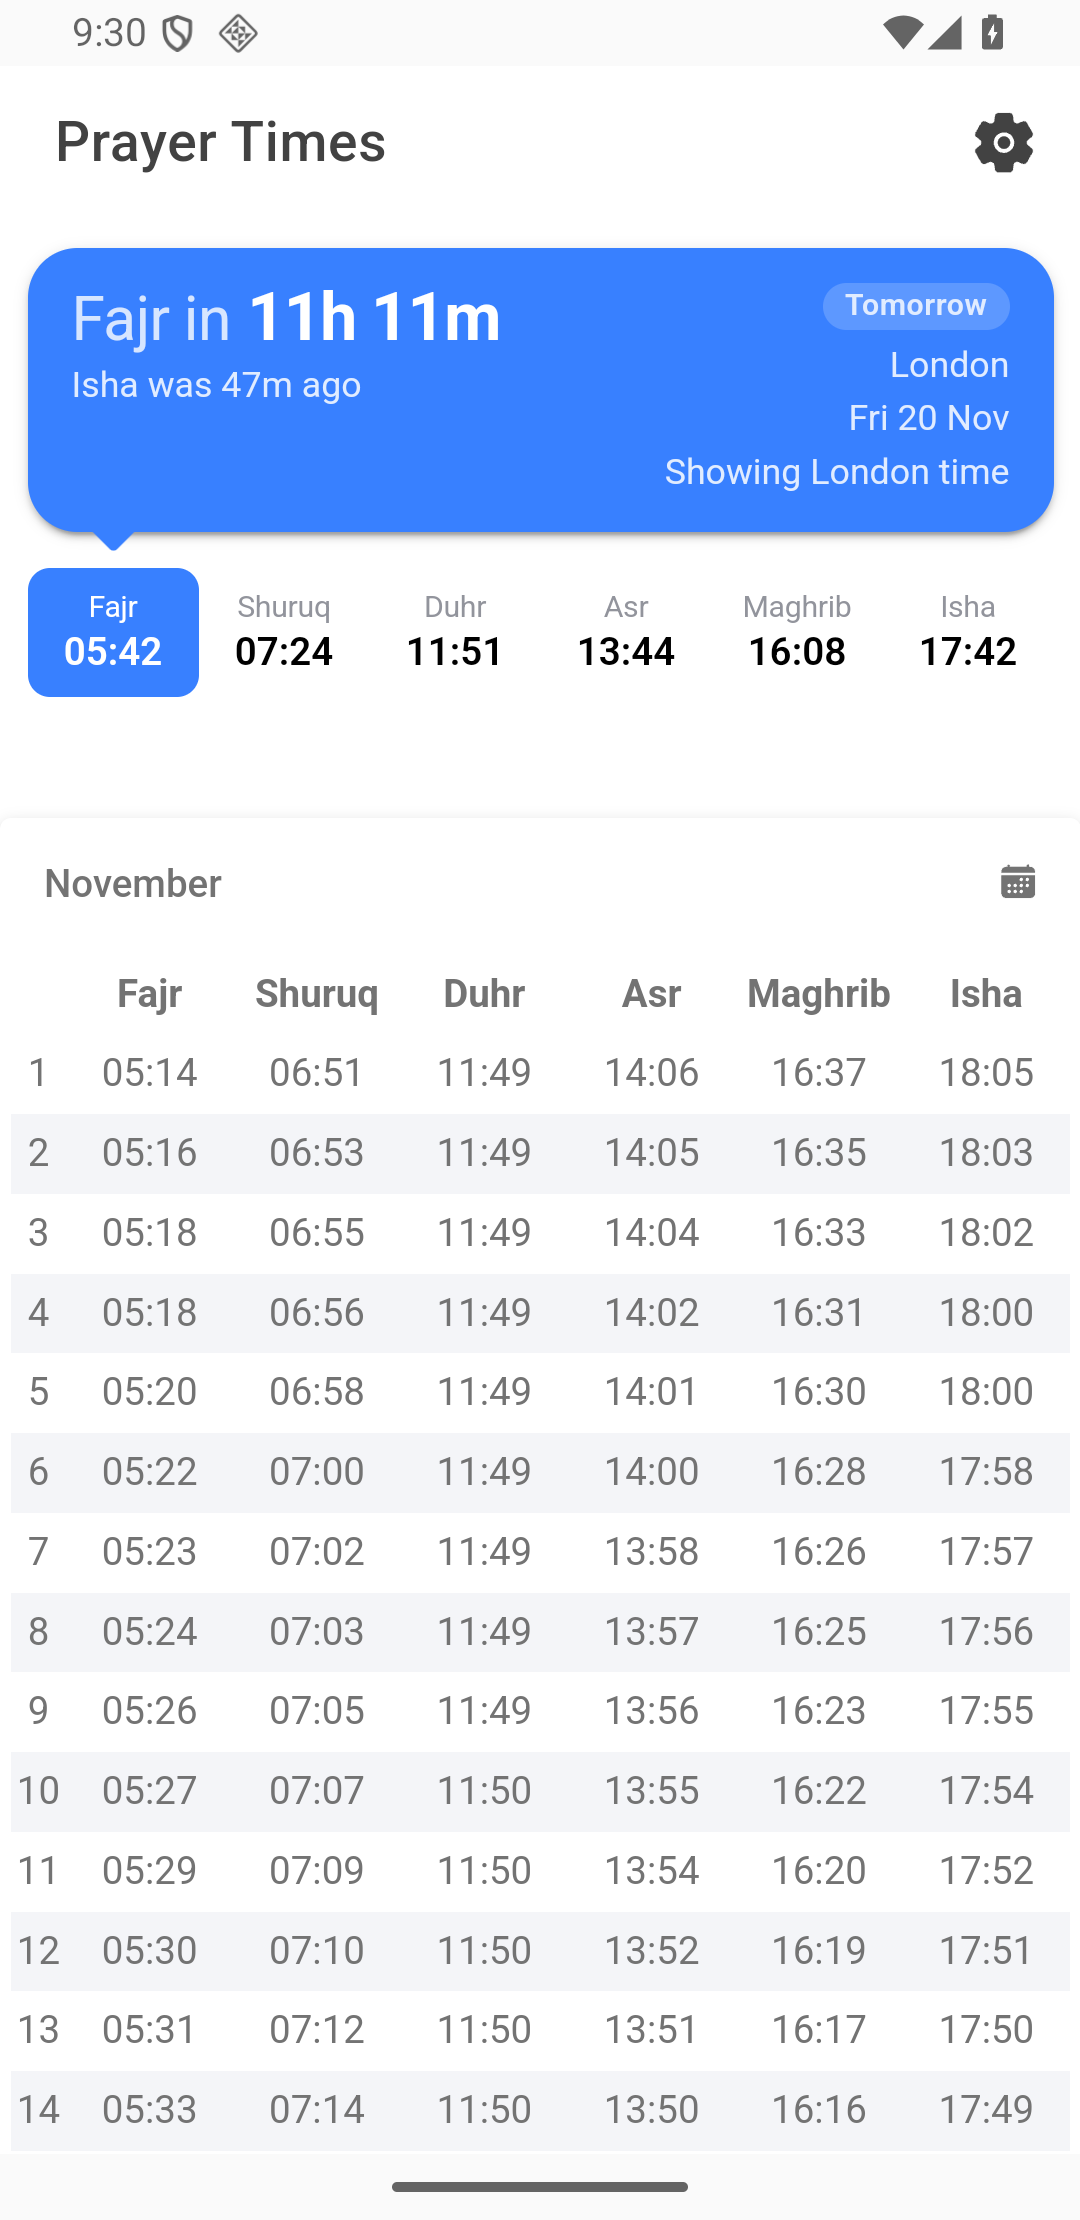 9:30
Prayer Times
Fajr in 11h 11m
Isha was 47m ago
Tomorrow
London
Fri 20 Nov
Showing London time
Fajr Shuruq Duhr Asr Maghrib Isha
05:42 07:24 11:51 13:44 16:08 17:42
November
Fajr Shuruq Duhr Asr Maghrib Isha
1 05:14 06:51 11:49 14:06 16:37 18:05
2 05:16 06:53 11:49 14:05 16:35 18:03
3 05:18 06:55 11:49 14:04 16:33 18:02
4 05:18 06:56 11:49 14:02 16:31 18:00
5 05:20 06:58 11:49 14:01 16:30 18:00
6 05:22 07:00 11:49 14:00 16:28 17:58
7 05:23 07:02 11:49 13:58 16:26 17:57
8 05:24 07:03 11:49 13:57 16:25 17:56
9 05:26 07:05 11:49 13:56 16:23 17:55
10 05:27 07:07 11:50 13:55 16:22 17:54
11 05:29 07:09 11:50 13:54 16:20 17:52
12 05:30 07:10 11:50 13:52 16:19 17:51
13 05:31 07:12 11:50 13:51 16:17 17:50
14 05:33 07:14 11:50 13:50 16:16 17:49